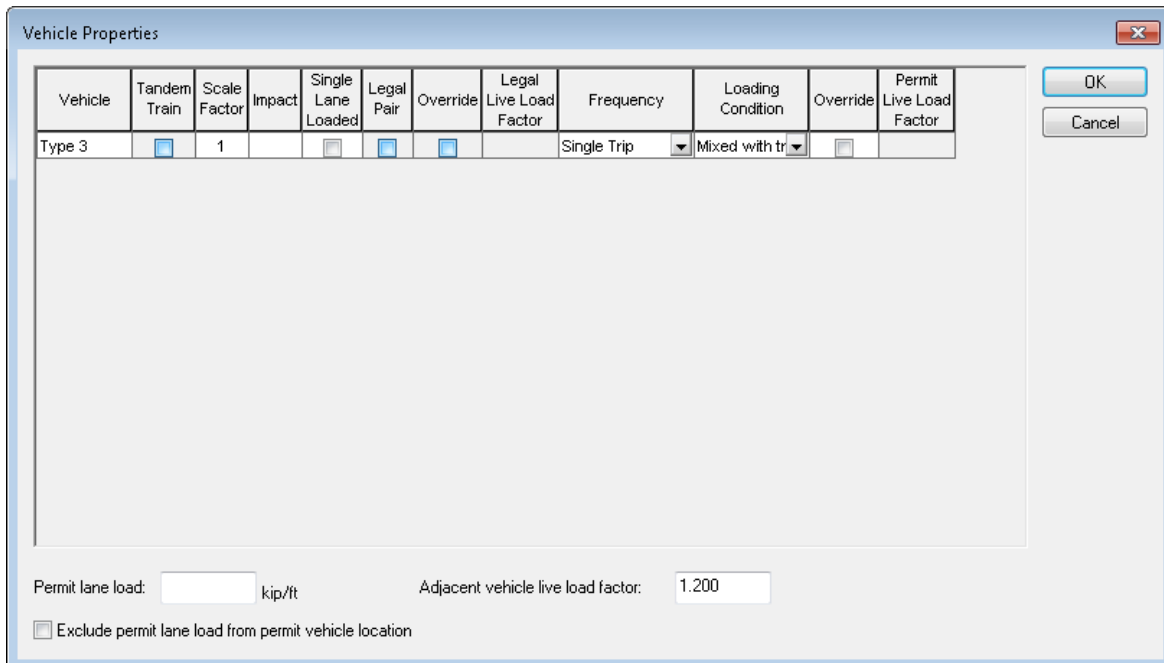 Vehicle Properties
Vehicle Tandem Train Scale Factor Impact Single Lane Loaded Legal Pair Override Legal Live Load Factor Frequency Loading Condition Override Permit Live Load Factor
Type 3 1 Single Trip Mixed with tr
OK
Cancel
Permit lane load: kip/ft Adjacent vehicle live load factor: 1.200
Exclude permit lane load from permit vehicle location